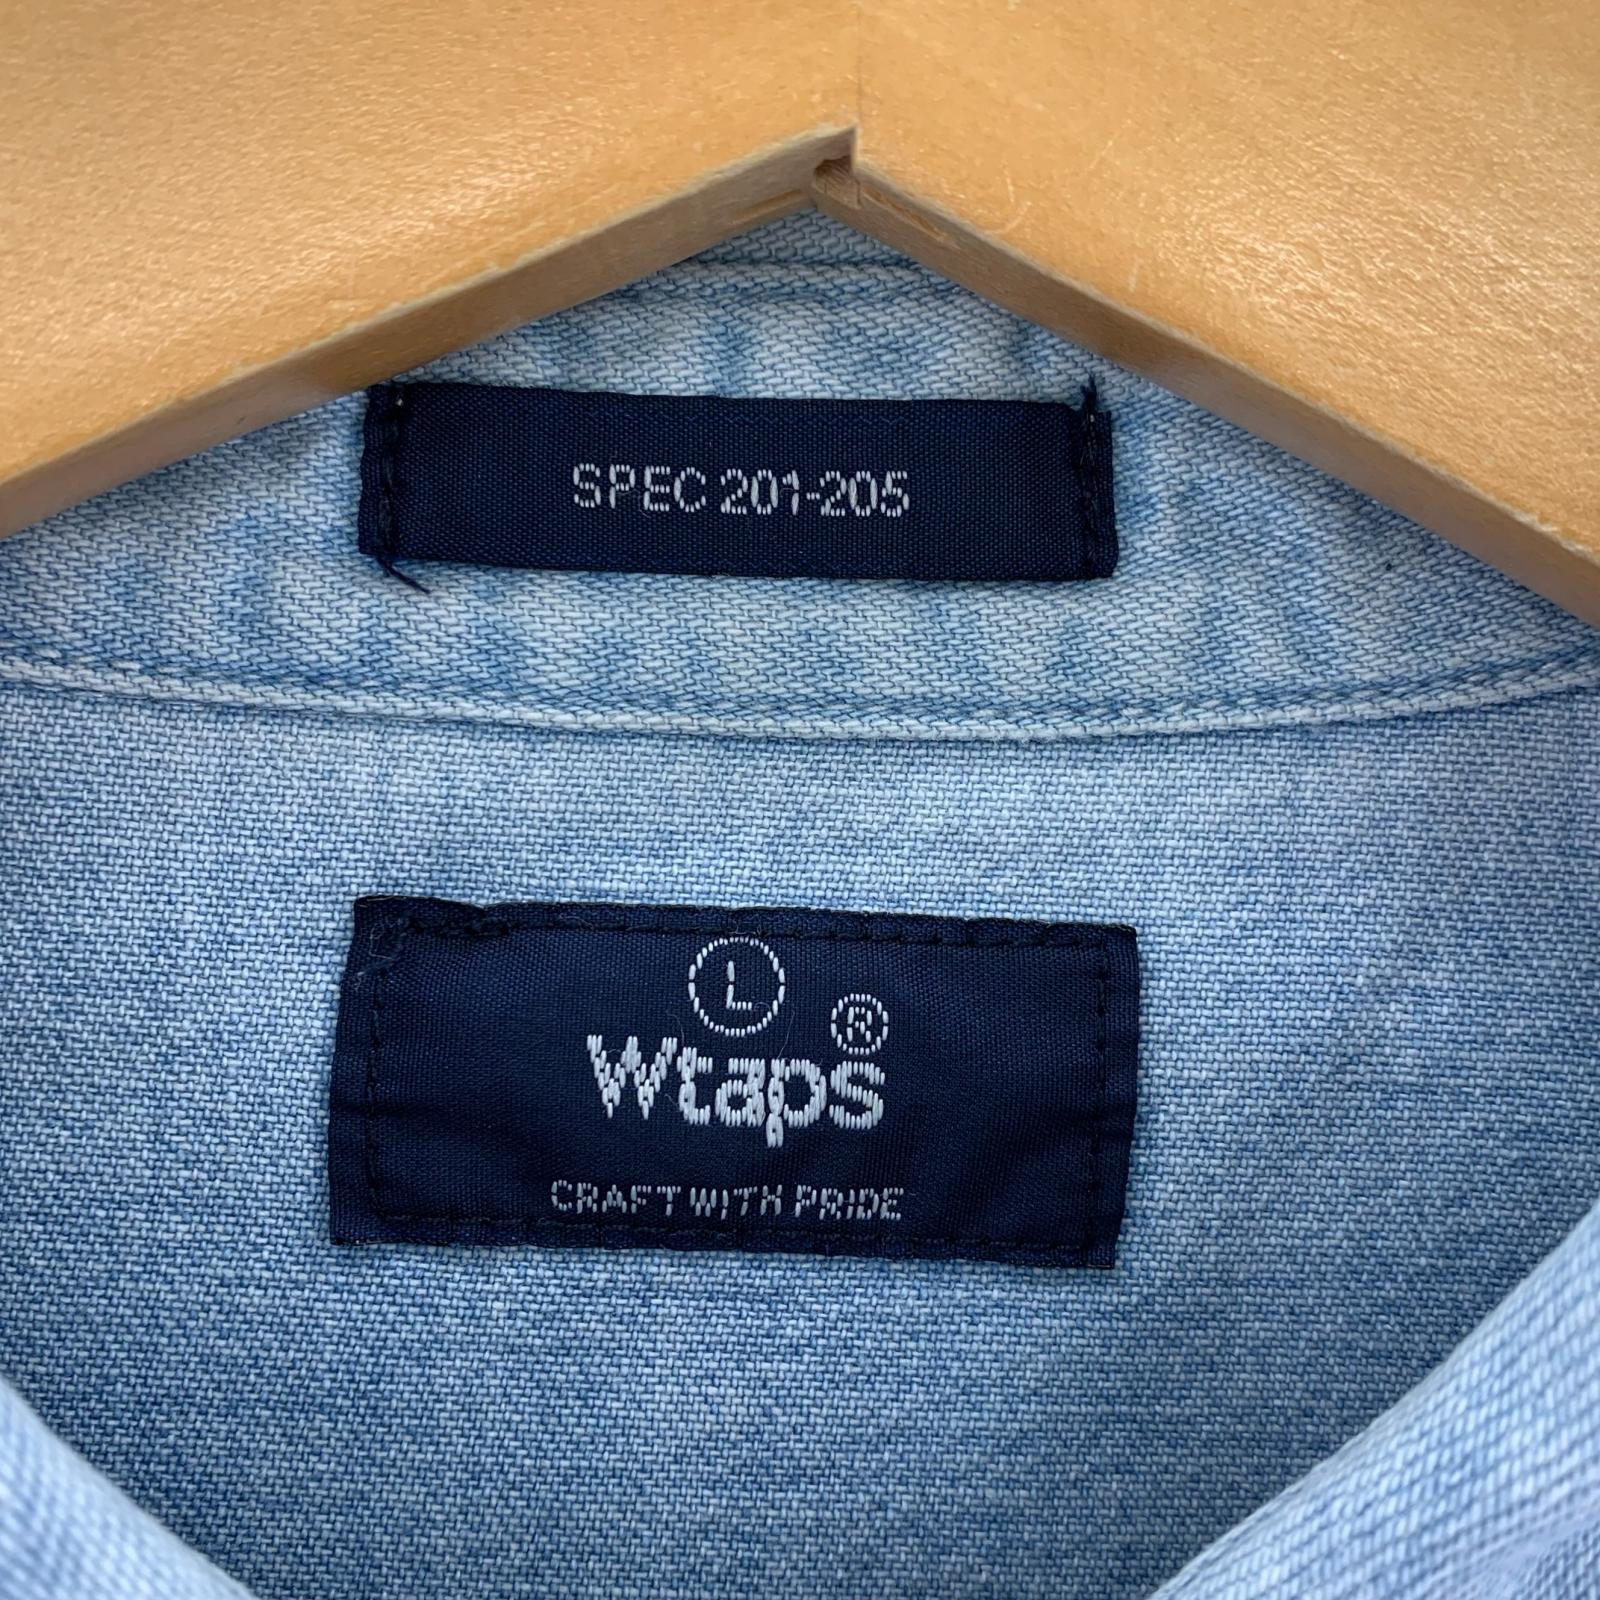 SPEC 201-205
L
Wtaps®
CRAFT WITH PRIDE